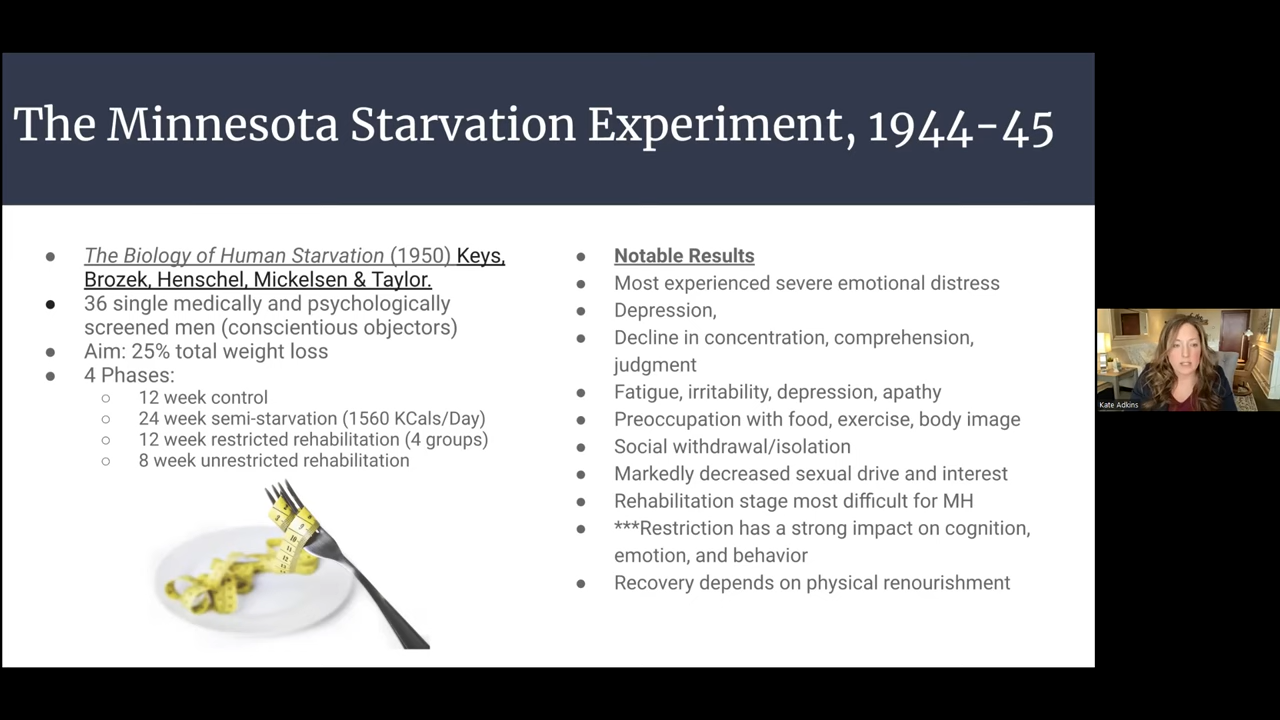 The Minnesota Starvation Experiment, 1944-45
The Biology of Human Starvation (1950) Keys,
Brozek, Henschel, Mickelsen & Taylor.
36 single medically and psychologically
screened men (conscientious objectors)
Aim: 25% total weight loss
4 Phases:
12 week control
24 week semi-starvation (1560 KCals/Day)
12 week restricted rehabilitation (4 groups)
8 week unrestricted rehabilitation
Notable Results
Most experienced severe emotional distress
Depression,
Decline in concentration, comprehension,
judgment
Fatigue, irritability, depression, apathy
Preoccupation with food, exercise, body image
Social withdrawal/isolation
Markedly decreased sexual drive and interest
Rehabilitation stage most difficult for MH
***Restriction has a strong impact on cognition,
emotion, and behavior
Recovery depends on physical renourishment
Kate Adkins